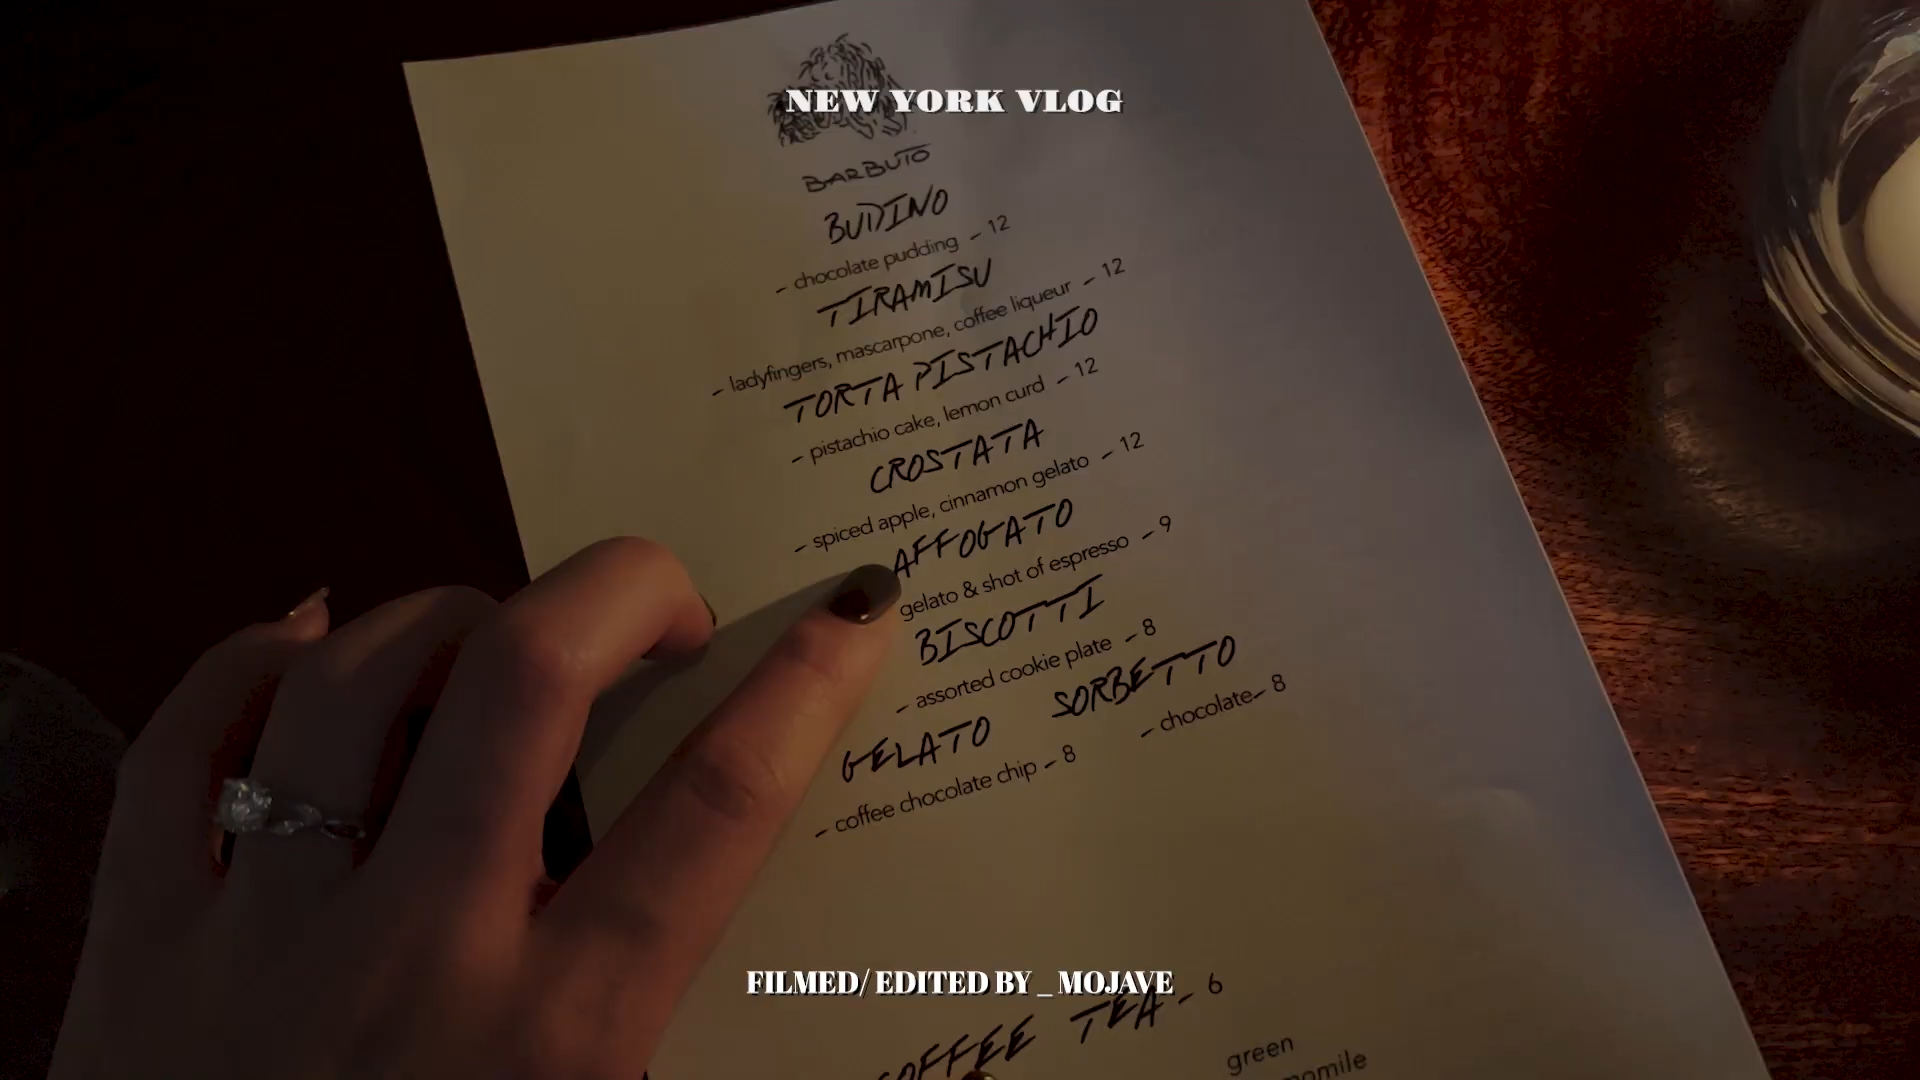 NEW YORK VLOG
BARBUTO
BUDINO
– chocolate pudding – 12
TIRAMISU
– ladyfingers, mascarpone, coffee liqueur – 12
TORTA PISTACHIO
– pistachio cake, lemon curd – 12
CROSTATA
– spiced apple, cinnamon gelato – 12
AFFOGATO
gelato & shot of espresso – 9
BISCOTTI
– assorted cookie plate – 8
GELATO SORBETTO
– coffee chocolate chip – 8 – chocolate– 8
FILMED/ EDITED BY _ MOJAVE
OFFEE TEA – 6
green
momile